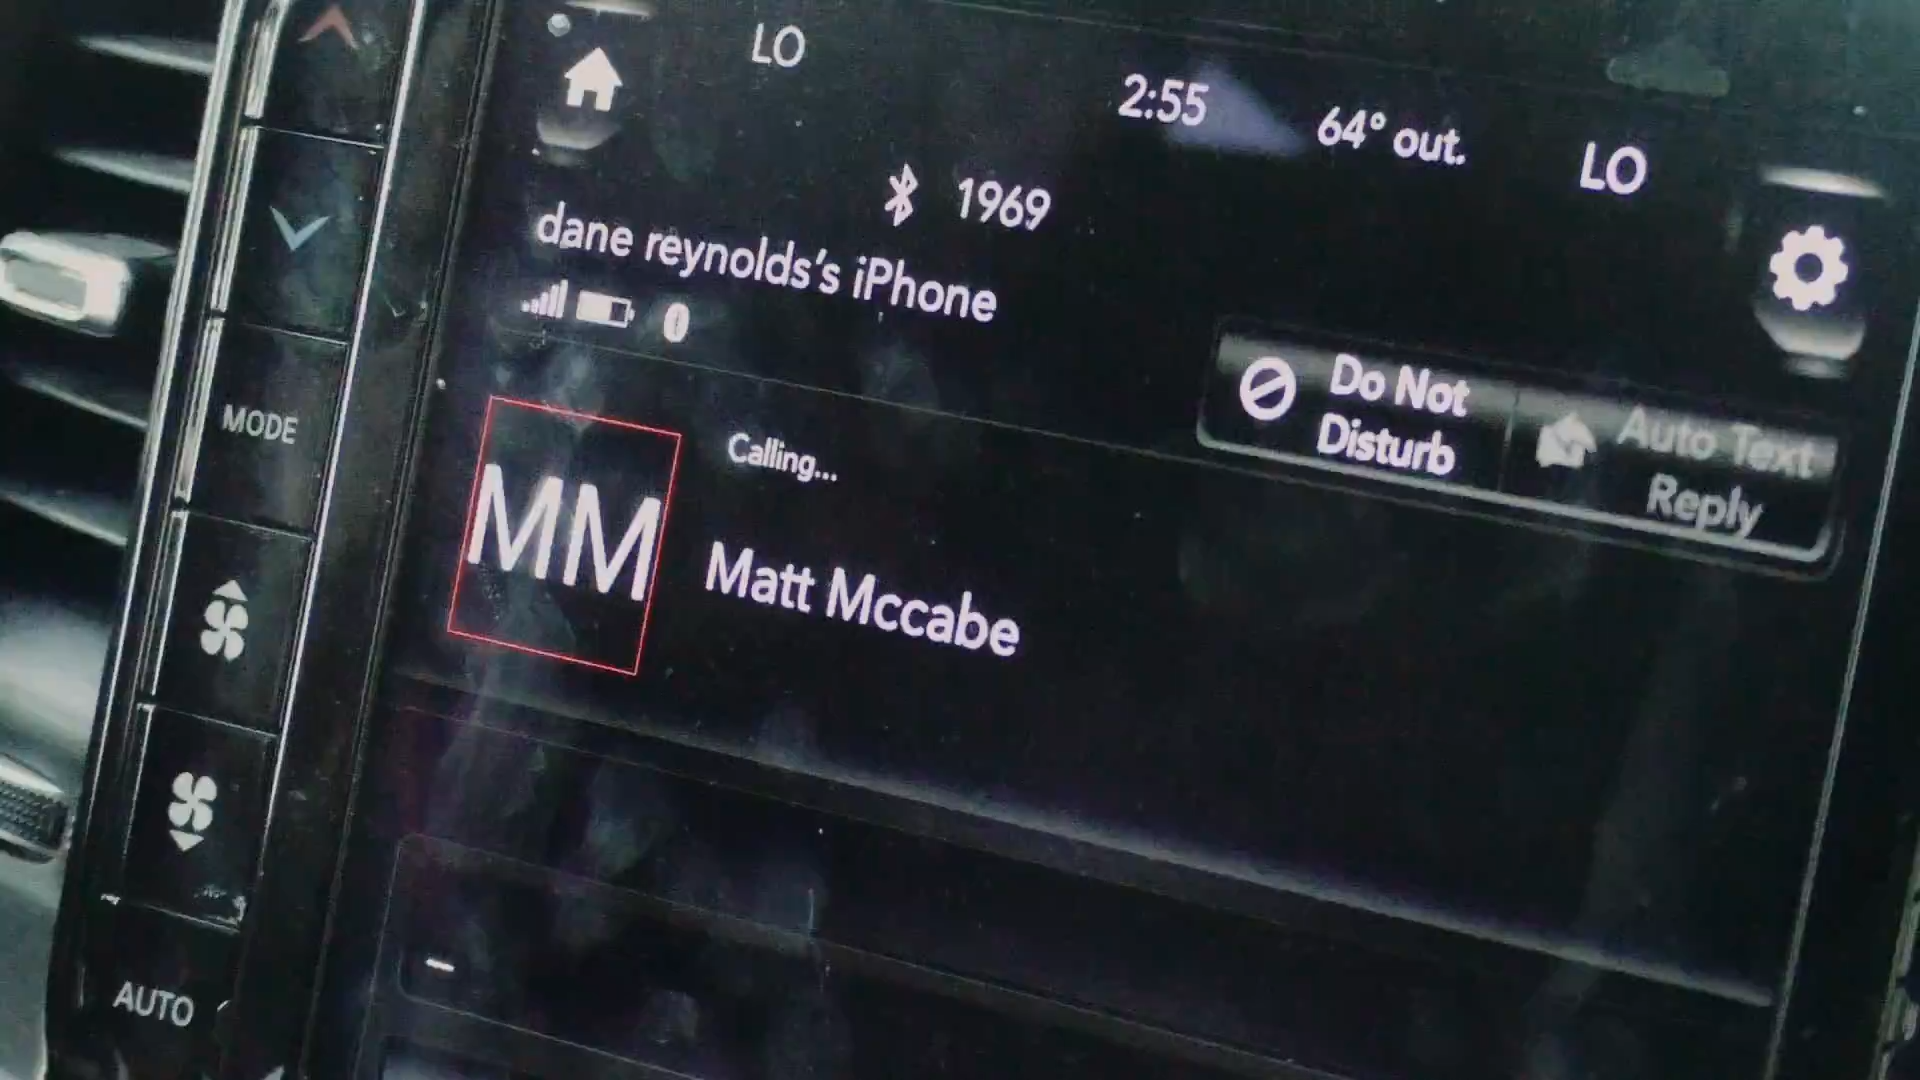 LO
2:55
64° out.
LO
1969
dane reynolds's iPhone
0
Do Not
Disturb
Auto Text
Reply
MODE
Calling...
MM
Matt Mccabe
AUTO